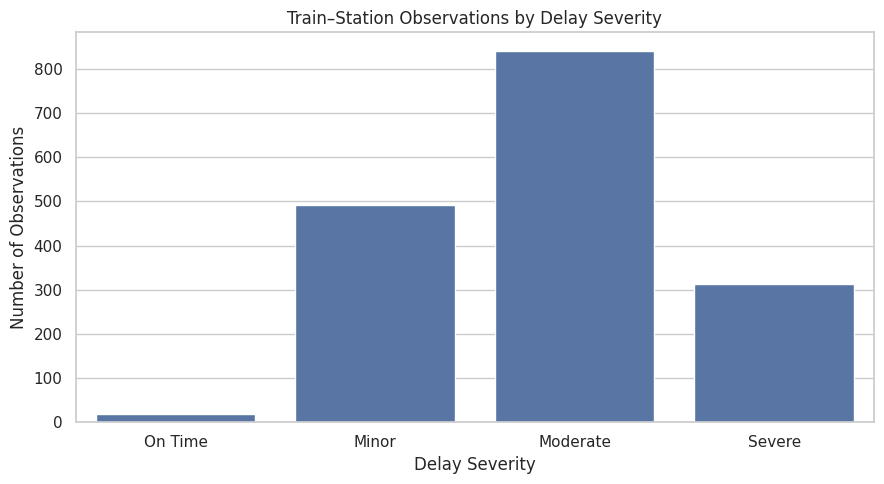 Train–Station Observations by Delay Severity
Number of Observations
800
700
600
500
400
300
200
100
0
On Time Minor Moderate Severe
Delay Severity